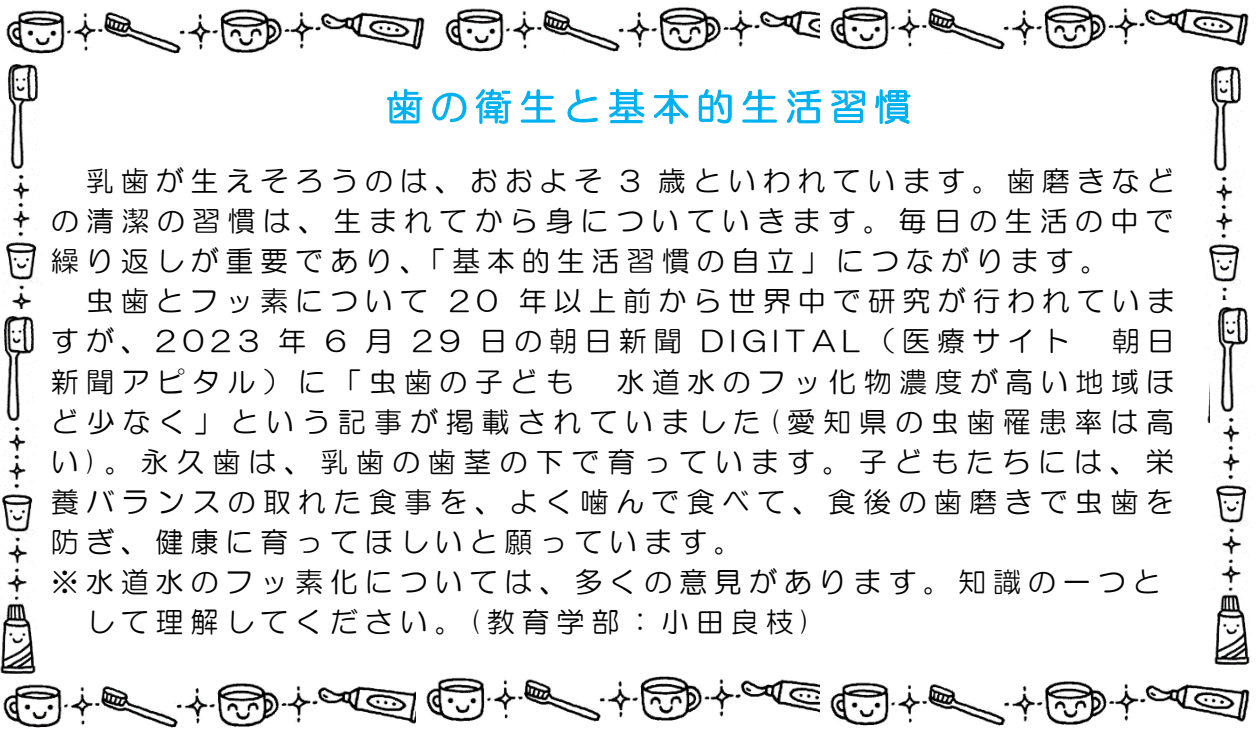 歯の衛生と基本的生活習慣
乳歯が生えそろうのは、おおよそ 3 歳といわれています。歯磨きなど
の清潔の習慣は、生まれてから身についていきます。毎日の生活の中で
繰り返しが重要であり、「基本的生活習慣の自立」につながります。
虫歯とフッ素について 20 年以上前から世界中で研究が行われていま
すが、2023 年 6 月 29 日の朝日新聞 DIGITAL（医療サイト　朝日
新聞アピタル）に「虫歯の子ども　水道水のフッ化物濃度が高い地域ほ
ど少なく」という記事が掲載されていました(愛知県の虫歯罹患率は高
い)。永久歯は、乳歯の歯茎の下で育っています。子どもたちには、栄
養バランスの取れた食事を、よく噛んで食べて、食後の歯磨きで虫歯を
防ぎ、健康に育ってほしいと願っています。
※水道水のフッ素化については、多くの意見があります。知識の一つと
して理解してください。(教育学部：小田良枝)